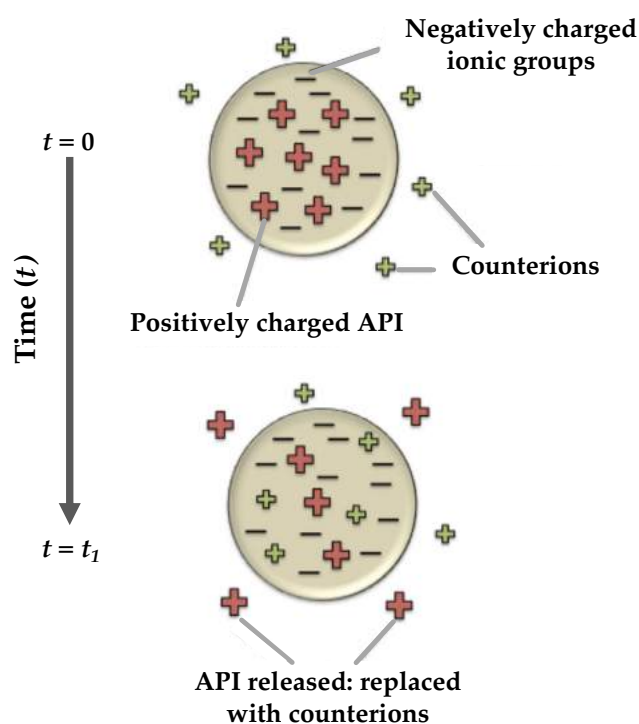 Negatively charged
ionic groups
t = 0
Counterions
Time (t)
Positively charged API
t = t₁
API released: replaced
with counterions